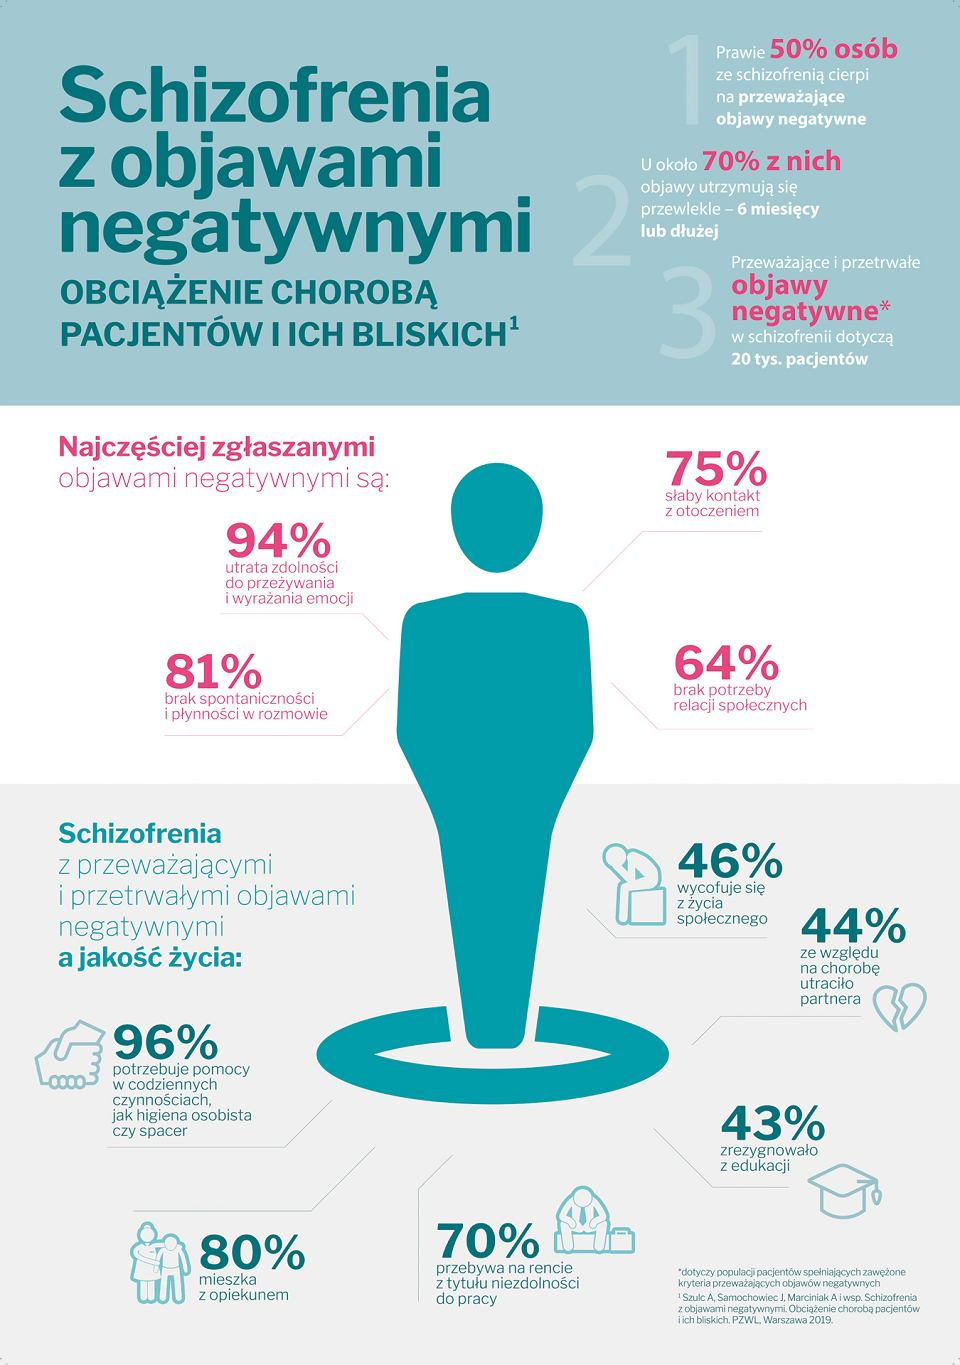 Schizofrenia
z objawami
negatywnymi
OBCIĄŻENIE CHOROBĄ
PACJENTÓW I ICH BLISKICH¹
1
Prawie 50% osób
ze schizofrenią cierpi
na przeważające
objawy negatywne
2
U około 70% z nich
objawy utrzymują się
przewlekle – 6 miesięcy
lub dłużej
3
Przeważające i przetrwałe
objawy
negatywne*
w schizofrenii dotyczą
20 tys. pacjentów
Najczęściej zgłaszanymi
objawami negatywnymi są:
94%
utrata zdolności
do przeżywania
i wyrażania emocji
81%
brak spontaniczności
i płynności w rozmowie
75%
słaby kontakt
z otoczeniem
64%
brak potrzeby
relacji społecznych
Schizofrenia
z przeważającymi
i przetrwałymi objawami
negatywnymi
a jakość życia:
96%
potrzebuje pomocy
w codziennych
czynnościach,
jak higiena osobista
czy spacer
80%
mieszka
z opiekunem
70%
przebywa na rencie
z tytułu niezdolności
do pracy
46%
wycofuje się
z życia
społecznego
44%
ze względu
na chorobę
utraciło
partnera
43%
zrezygnowało
z edukacji
*dotyczy populacji pacjentów spełniających zawężone
kryteria przeważających objawów negatywnych
¹ Szulc A, Samochowiec J, Marciniak A i wsp. Schizofrenia
z objawami negatywnymi. Obciążenie chorobą pacjentów
i ich bliskich. PZWL, Warszawa 2019.